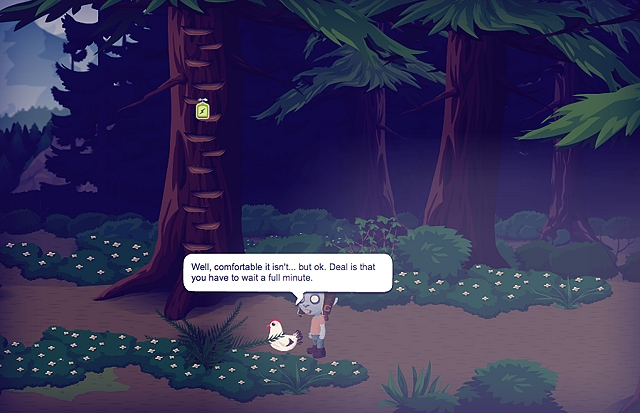 Well, comfortable it isn't... but ok. Deal is that
you have to wait a full minute.